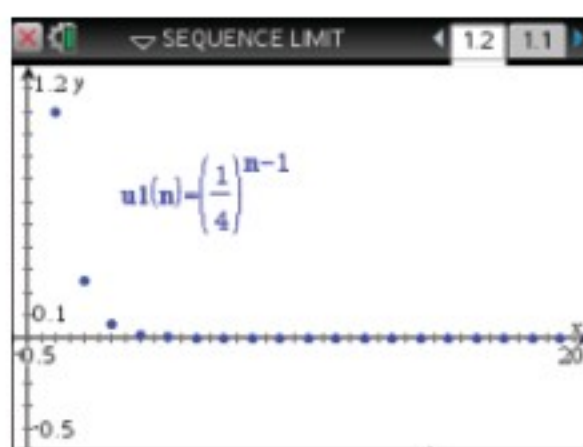 SEQUENCE LIMIT 1.2 1.1
1.2 y
u1(n)=(1/4)^n-1
0.1
x
0.5 20
-0.5